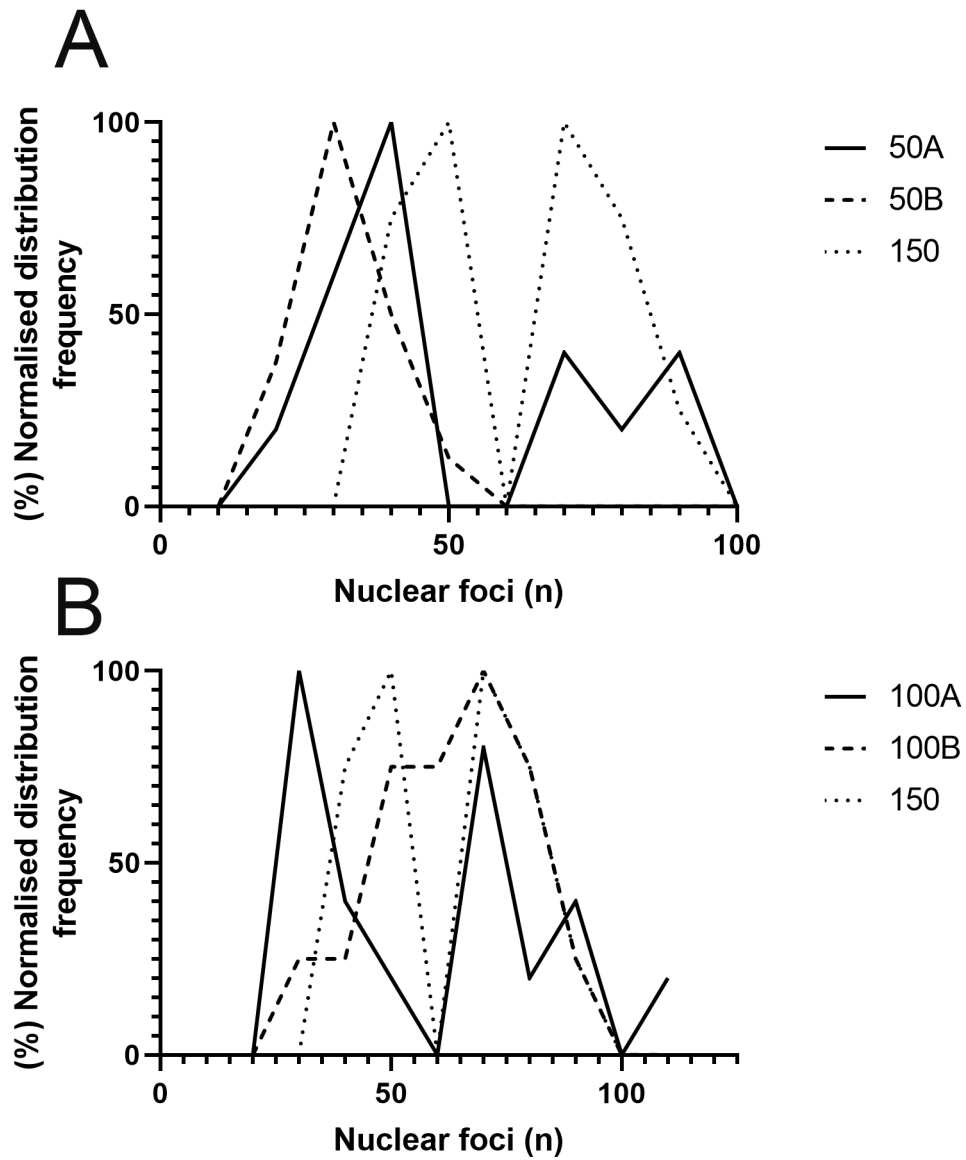 A
(%) Normalised distribution
frequency
100
50
0
0
50
100
Nuclear foci (n)
50A
50B
150
B
(%) Normalised distribution
frequency
100
50
0
0
50
100
Nuclear foci (n)
100A
100B
150